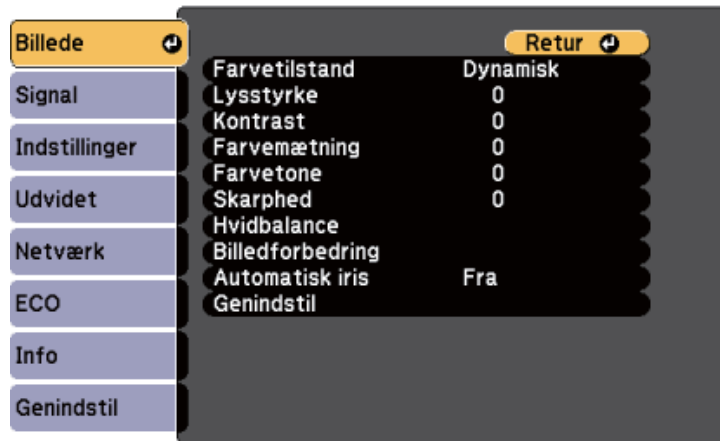 Billede
Signal
Indstillinger
Udvidet
Netværk
ECO
Info
Genindstil
Retur
Farvetilstand Dynamisk
Lysstyrke 0
Kontrast 0
Farvemætning 0
Farvetone 0
Skarphed 0
Hvidbalance
Billedforbedring
Automatisk iris Fra
Genindstil